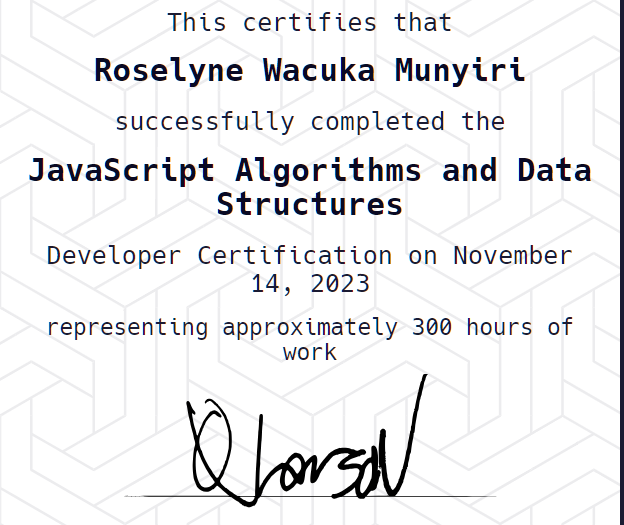 This certifies that
Roselyne Wacuka Munyiri
successfully completed the
JavaScript Algorithms and Data
Structures
Developer Certification on November
14, 2023
representing approximately 300 hours of
work